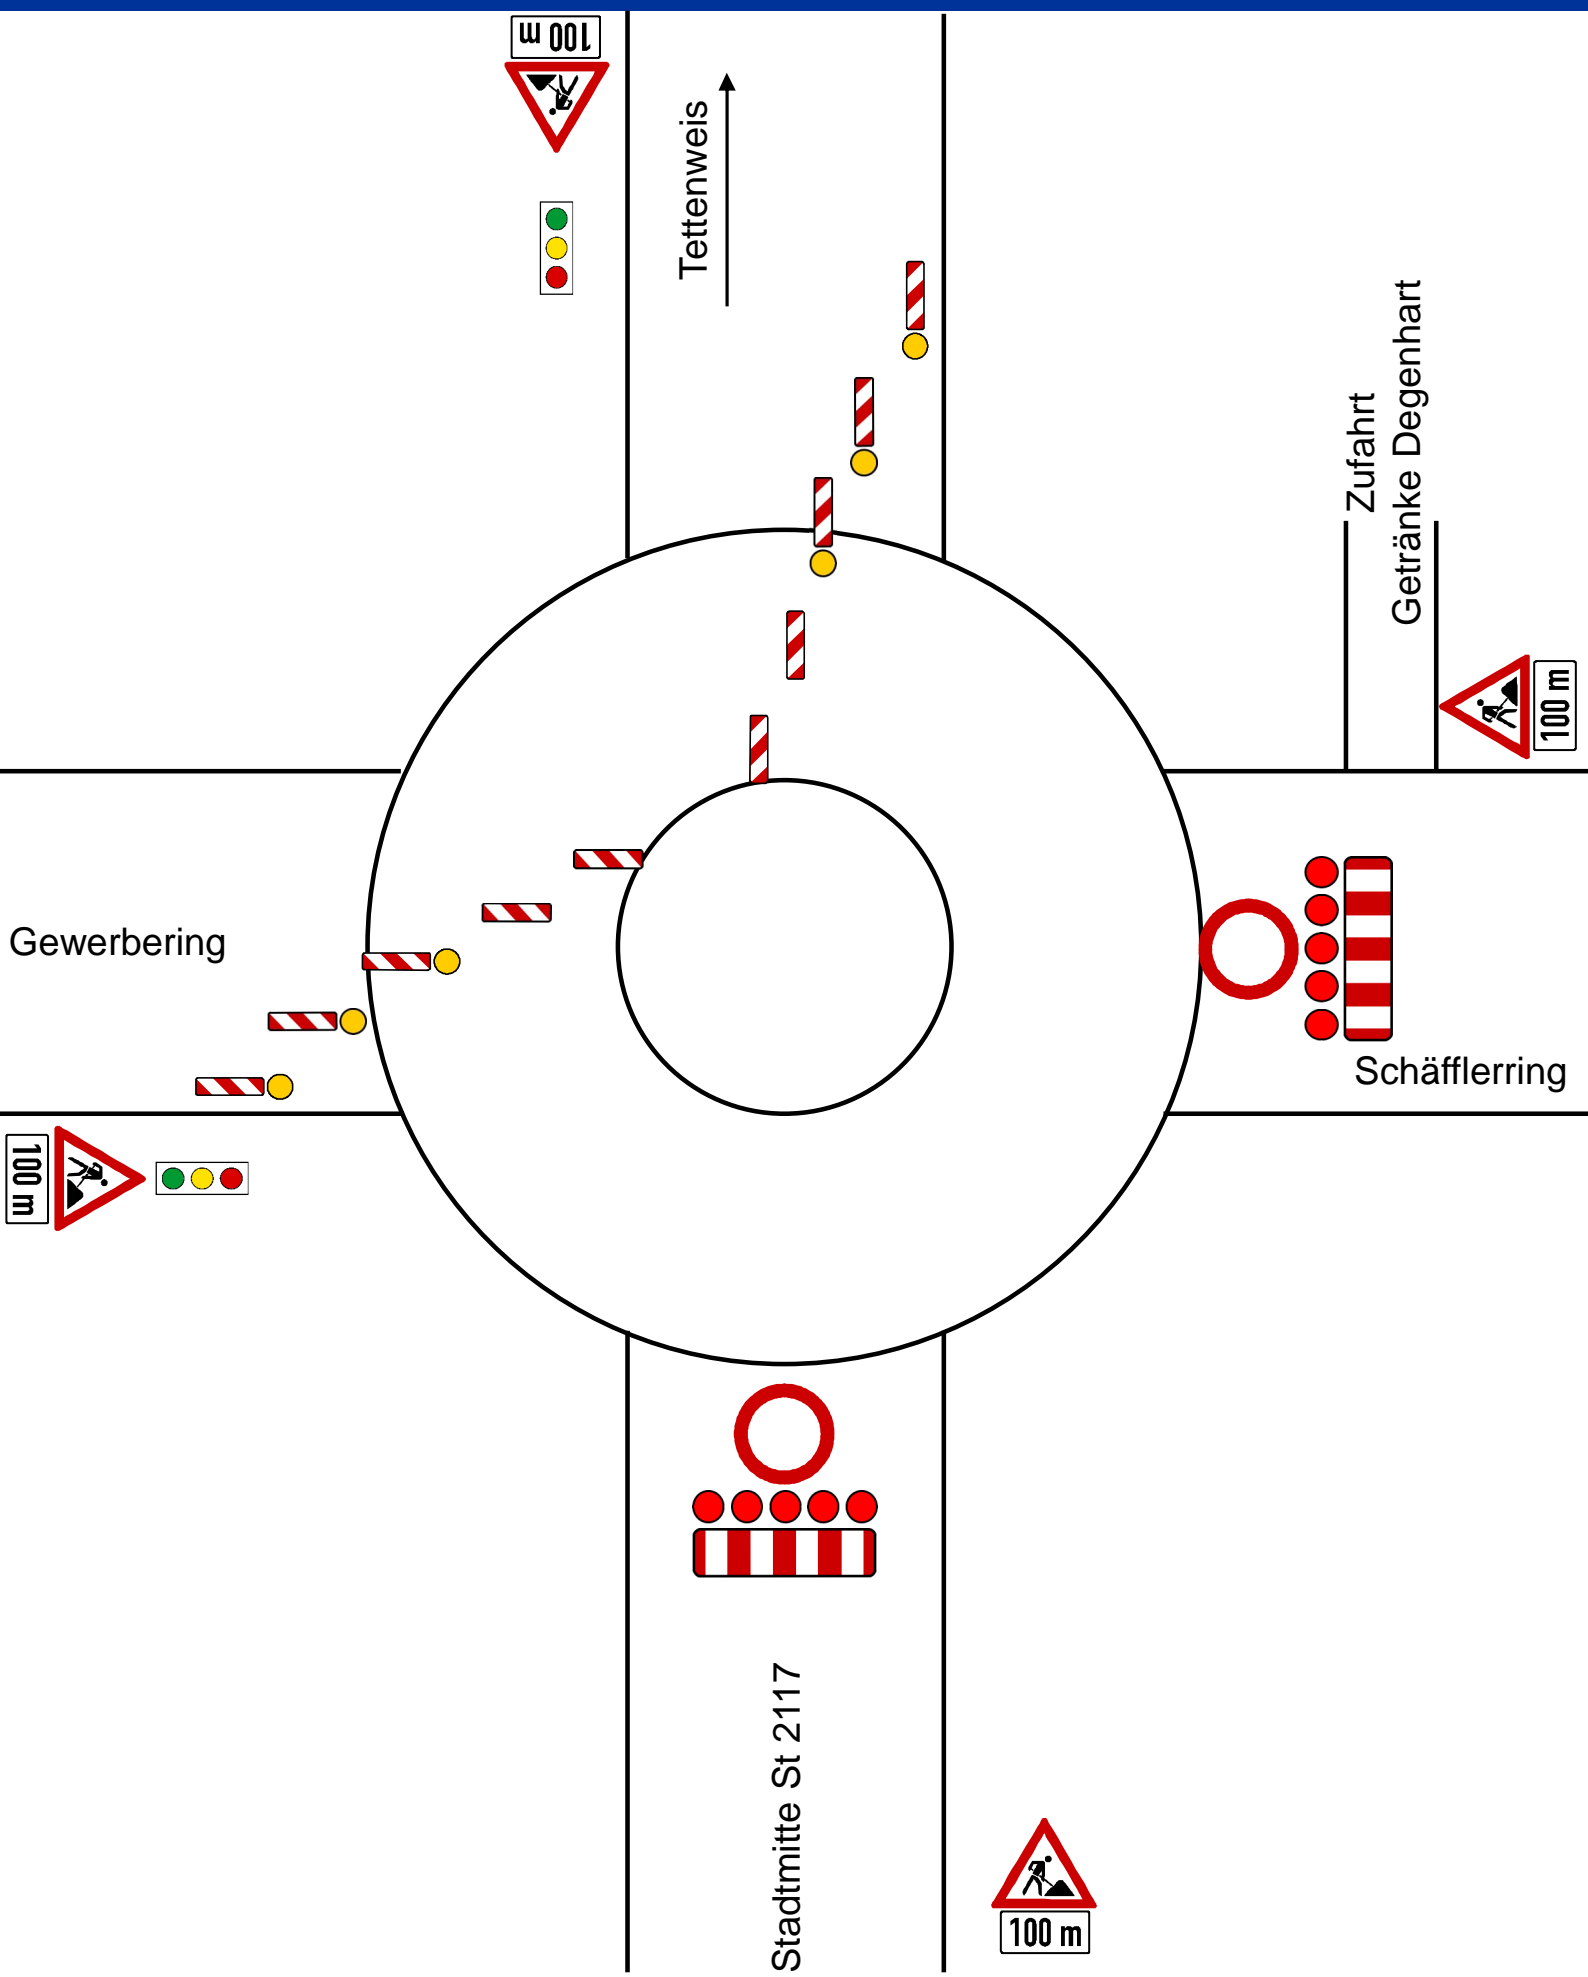 100 m
Tettenweis
Zufahrt
Getränke Degenhart
100 m
Gewerbering
Schäfflerring
100 m
Stadtmitte St 2117
100 m